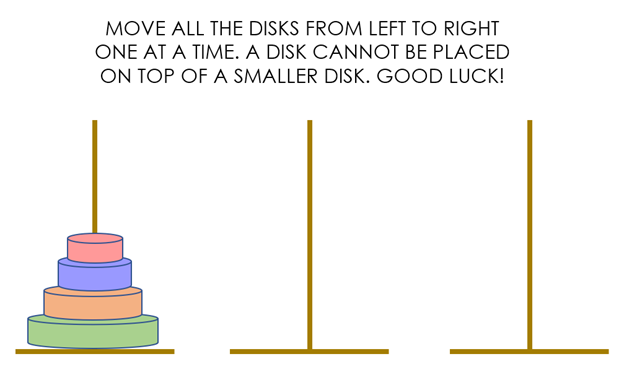 MOVE ALL THE DISKS FROM LEFT TO RIGHT
ONE AT A TIME. A DISK CANNOT BE PLACED
ON TOP OF A SMALLER DISK. GOOD LUCK!